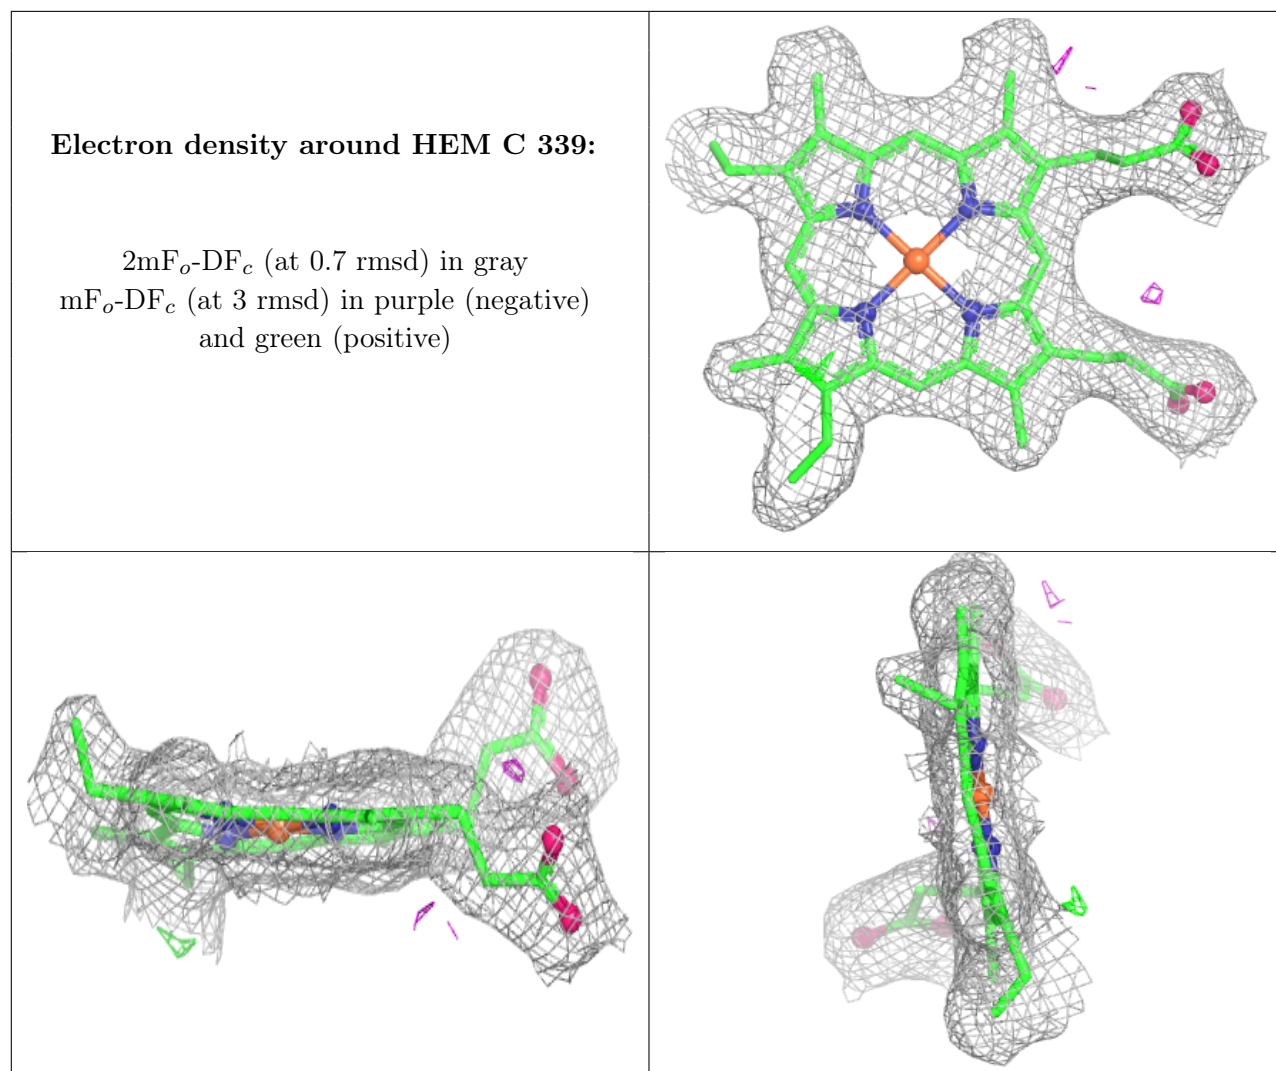 Electron density around HEM C 339:
2mFo-DFc (at 0.7 rmsd) in gray
mFo-DFc (at 3 rmsd) in purple (negative)
and green (positive)